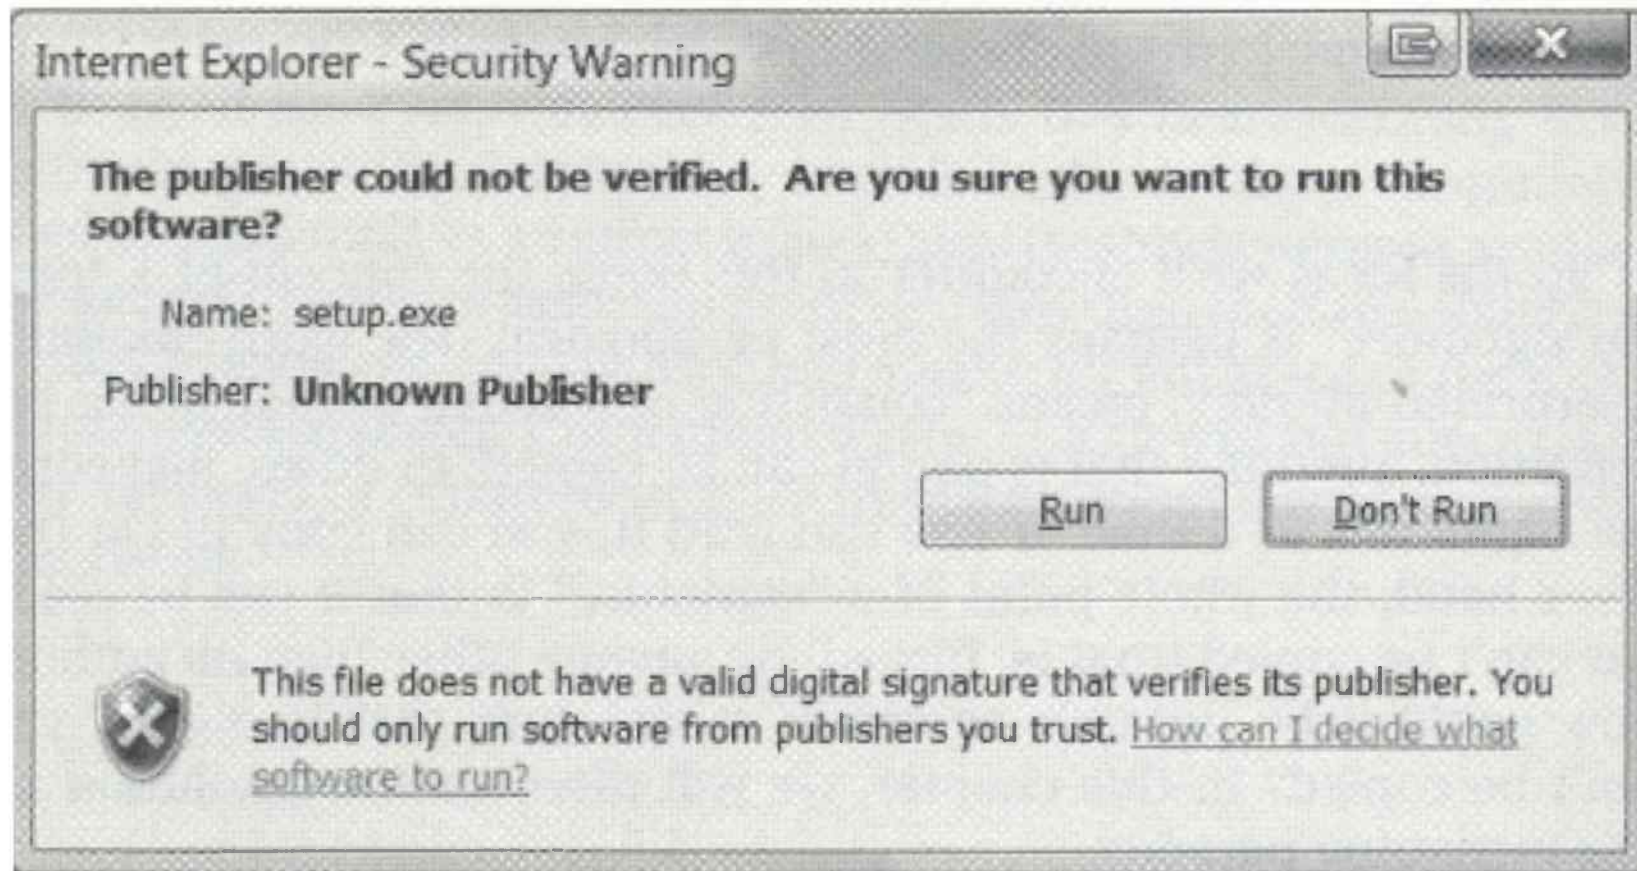 Internet Explorer - Security Warning
The publisher could not be verified. Are you sure you want to run this
software?
Name: setup.exe
Publisher: Unknown Publisher
Run
Don't Run
This file does not have a valid digital signature that verifies its publisher. You
should only run software from publishers you trust. How can I decide what
software to run?